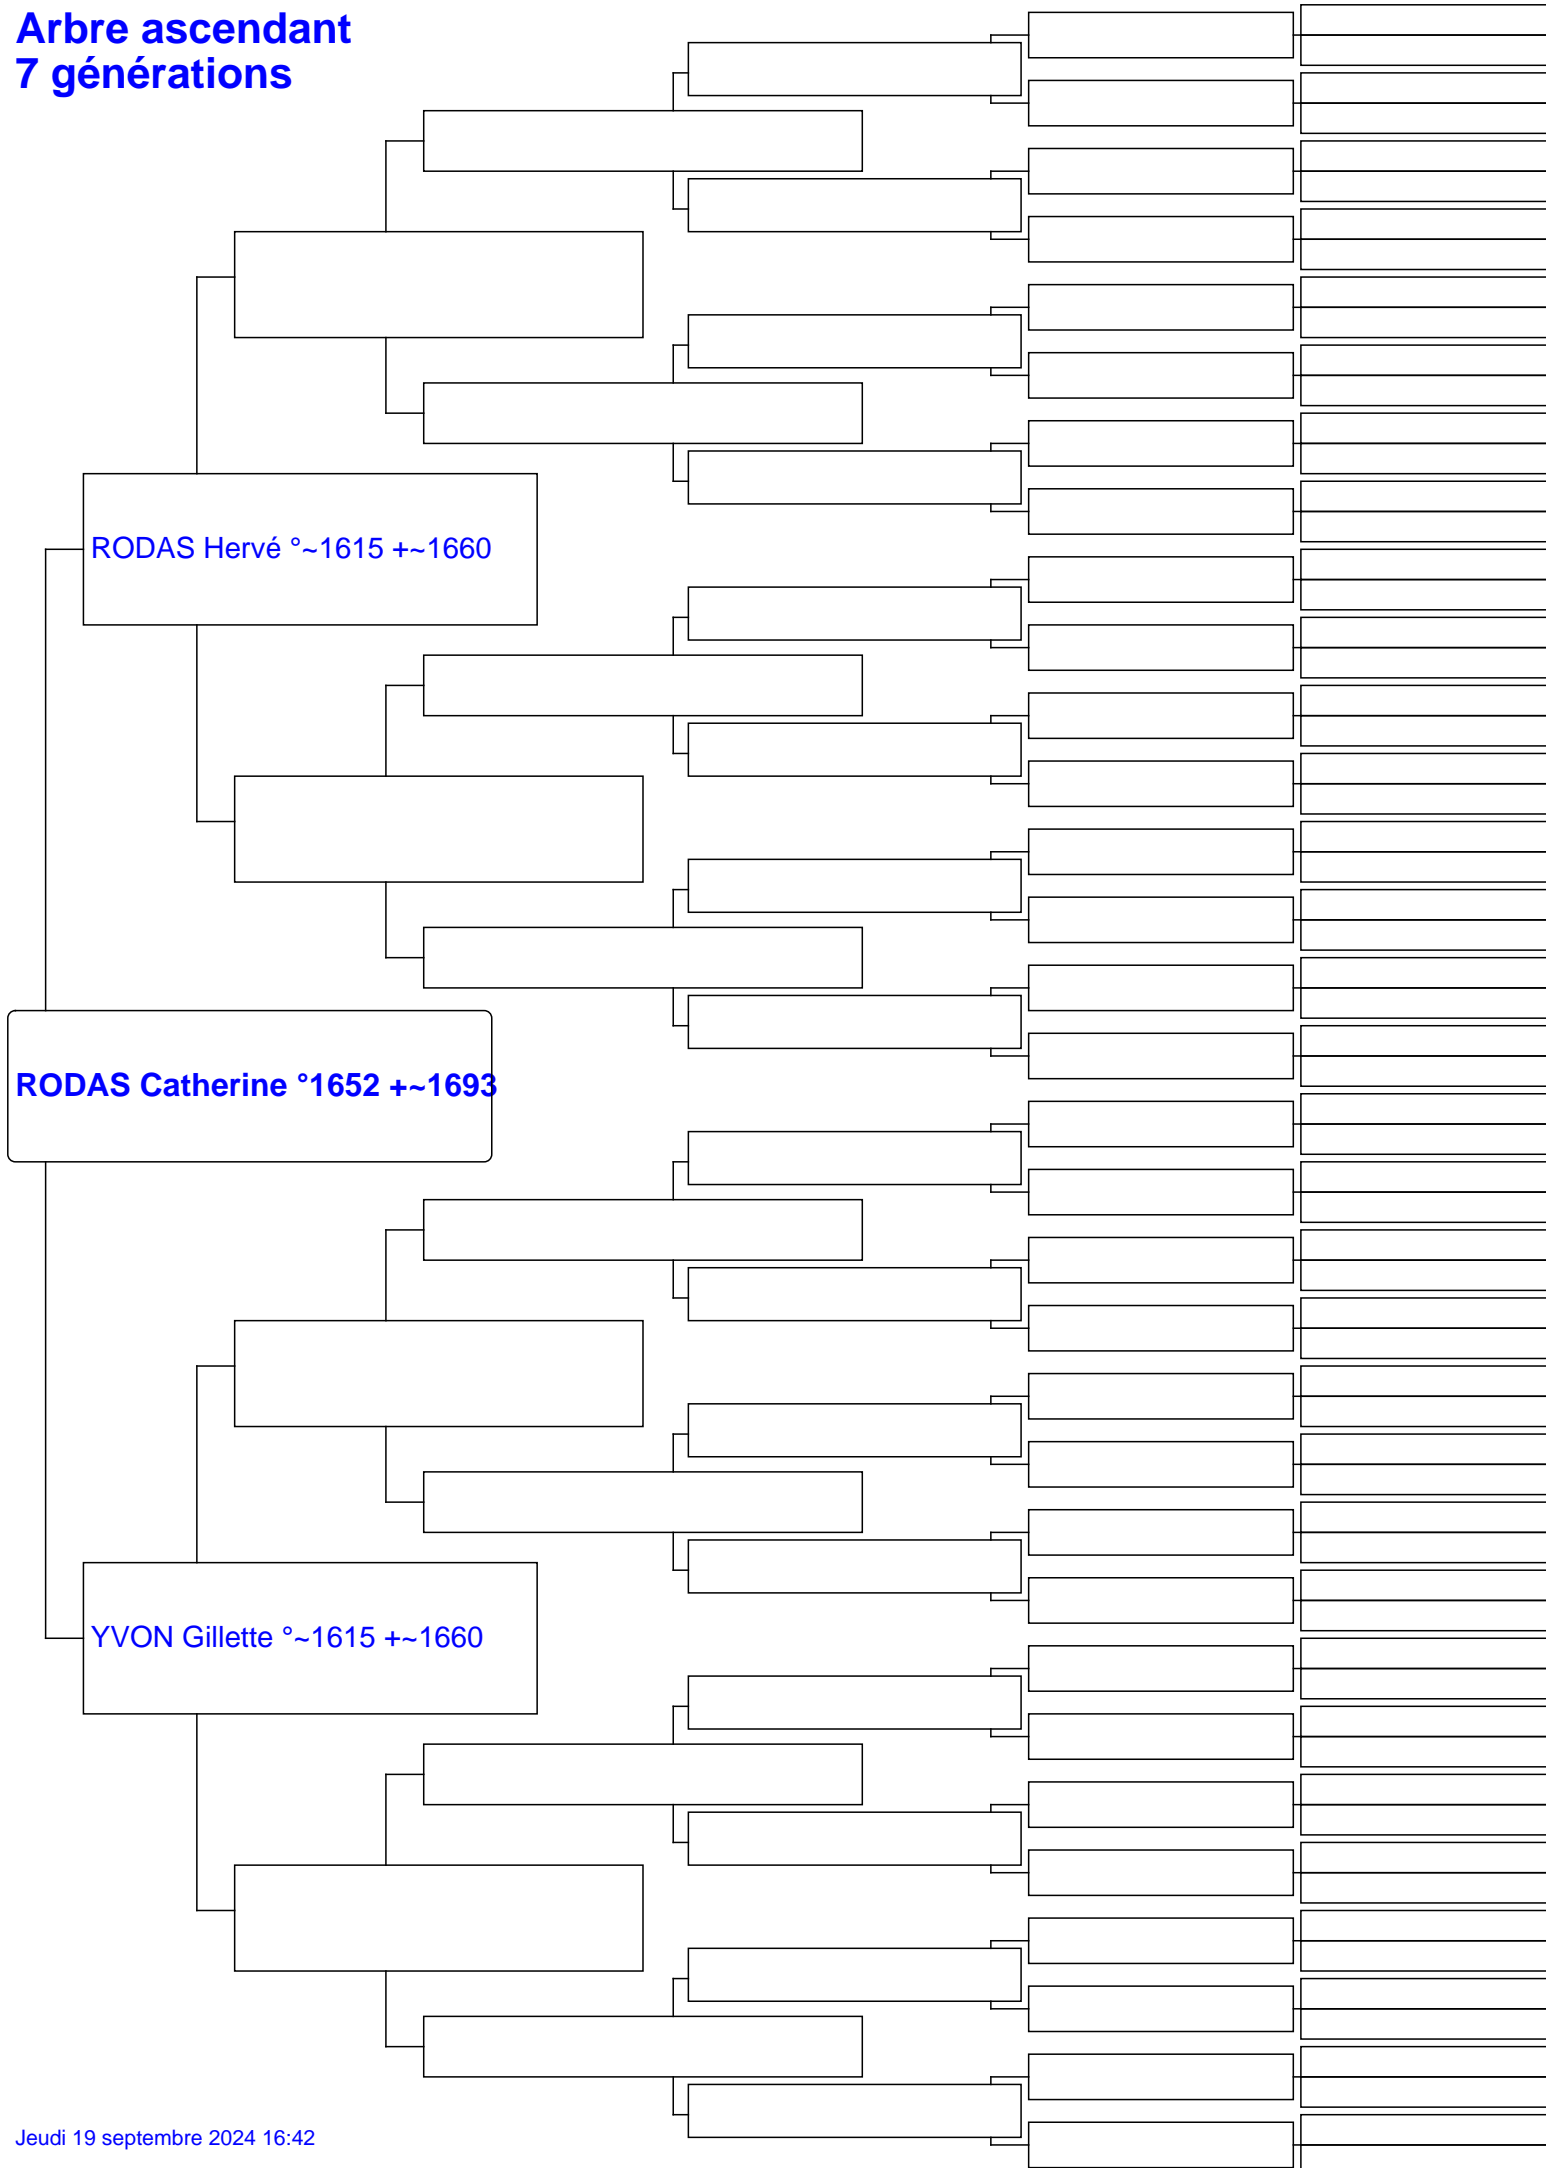 Arbre ascendant
7 générations
RODAS Hervé °~1615 +~1660
RODAS Catherine °1652 +~1693
YVON Gillette °~1615 +~1660
Jeudi 19 septembre 2024 16:42